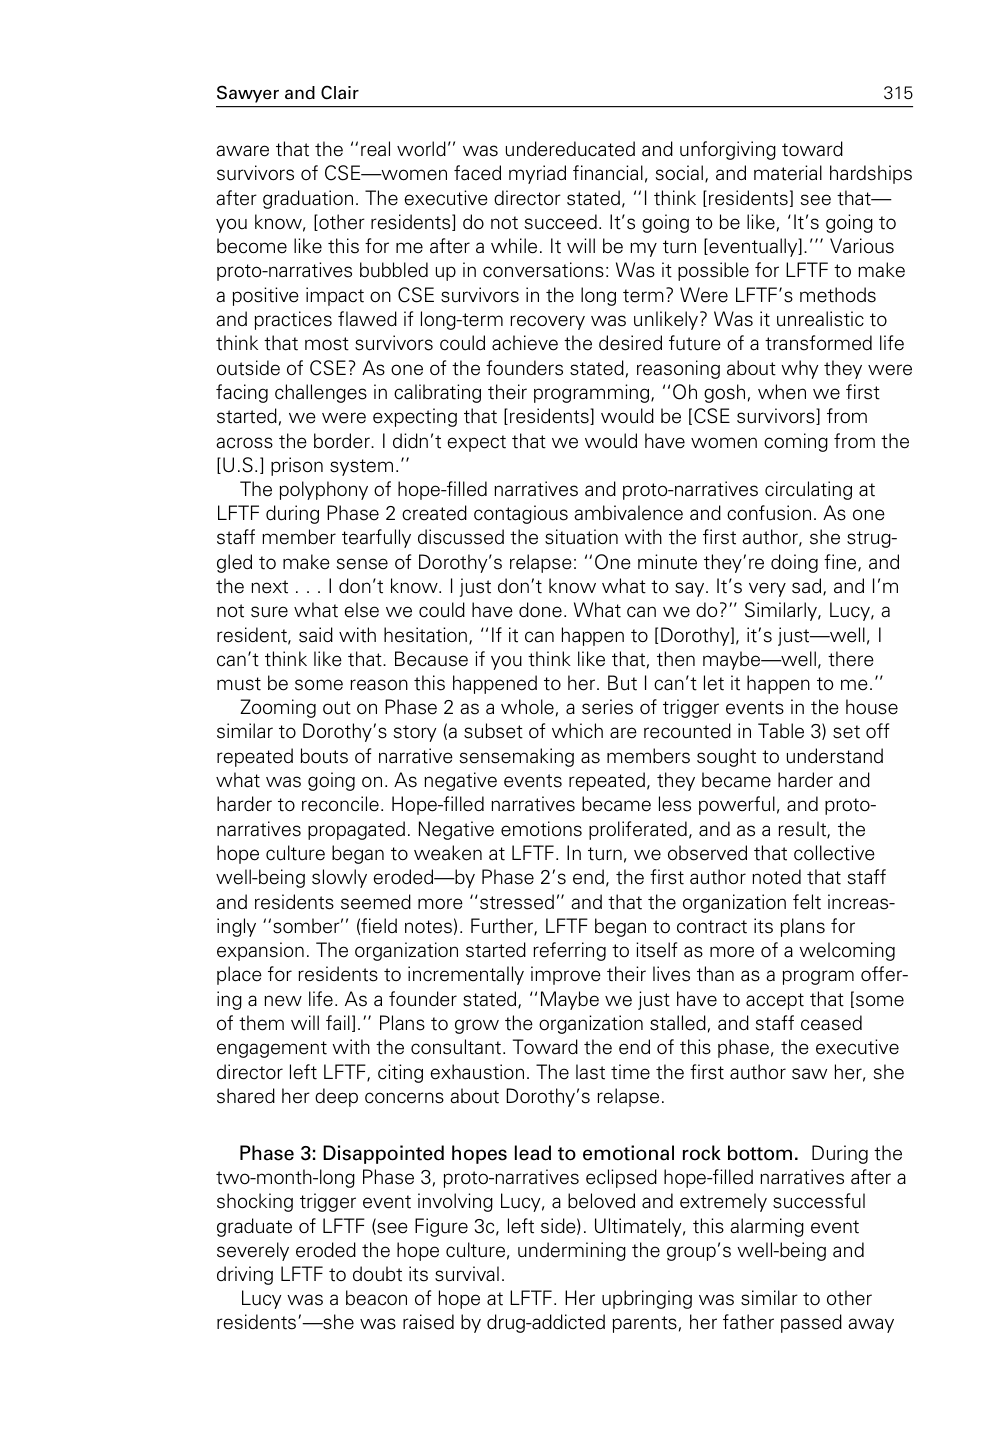 Sawyer and Clair 315
aware that the ‘‘real world’’ was undereducated and unforgiving toward
survivors of CSE—women faced myriad financial, social, and material hardships
after graduation. The executive director stated, ‘‘I think [residents] see that—
you know, [other residents] do not succeed. It’s going to be like, ‘It’s going to
become like this for me after a while. It will be my turn [eventually].’’’ Various
proto-narratives bubbled up in conversations: Was it possible for LFTF to make
a positive impact on CSE survivors in the long term? Were LFTF’s methods
and practices flawed if long-term recovery was unlikely? Was it unrealistic to
think that most survivors could achieve the desired future of a transformed life
outside of CSE? As one of the founders stated, reasoning about why they were
facing challenges in calibrating their programming, ‘‘Oh gosh, when we first
started, we were expecting that [residents] would be [CSE survivors] from
across the border. I didn’t expect that we would have women coming from the
[U.S.] prison system.’’
The polyphony of hope-filled narratives and proto-narratives circulating at
LFTF during Phase 2 created contagious ambivalence and confusion. As one
staff member tearfully discussed the situation with the first author, she strug-
gled to make sense of Dorothy’s relapse: ‘‘One minute they’re doing fine, and
the next . . . I don’t know. I just don’t know what to say. It’s very sad, and I’m
not sure what else we could have done. What can we do?’’ Similarly, Lucy, a
resident, said with hesitation, ‘‘If it can happen to [Dorothy], it’s just—well, I
can’t think like that. Because if you think like that, then maybe—well, there
must be some reason this happened to her. But I can’t let it happen to me.’’
Zooming out on Phase 2 as a whole, a series of trigger events in the house
similar to Dorothy’s story (a subset of which are recounted in Table 3) set off
repeated bouts of narrative sensemaking as members sought to understand
what was going on. As negative events repeated, they became harder and
harder to reconcile. Hope-filled narratives became less powerful, and proto-
narratives propagated. Negative emotions proliferated, and as a result, the
hope culture began to weaken at LFTF. In turn, we observed that collective
well-being slowly eroded—by Phase 2’s end, the first author noted that staff
and residents seemed more ‘‘stressed’’ and that the organization felt increas-
ingly ‘‘somber’’ (field notes). Further, LFTF began to contract its plans for
expansion. The organization started referring to itself as more of a welcoming
place for residents to incrementally improve their lives than as a program offer-
ing a new life. As a founder stated, ‘‘Maybe we just have to accept that [some
of them will fail].’’ Plans to grow the organization stalled, and staff ceased
engagement with the consultant. Toward the end of this phase, the executive
director left LFTF, citing exhaustion. The last time the first author saw her, she
shared her deep concerns about Dorothy’s relapse.
Phase 3: Disappointed hopes lead to emotional rock bottom. During the
two-month-long Phase 3, proto-narratives eclipsed hope-filled narratives after a
shocking trigger event involving Lucy, a beloved and extremely successful
graduate of LFTF (see Figure 3c, left side). Ultimately, this alarming event
severely eroded the hope culture, undermining the group’s well-being and
driving LFTF to doubt its survival.
Lucy was a beacon of hope at LFTF. Her upbringing was similar to other
residents’—she was raised by drug-addicted parents, her father passed away